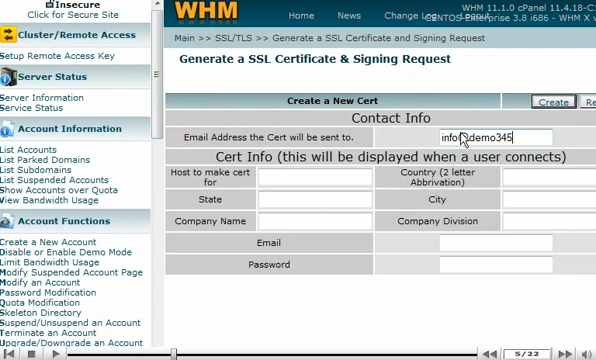 Insecure
Click for Secure Site
Cluster/Remote Access
Setup Remote Access Key
Server Status
Server Information
Service Status
Account Information
List Accounts
List Parked Domains
List Subdomains
List Suspended Accounts
Show Accounts over Quota
View Bandwidth Usage
Account Functions
Create a New Account
Disable or Enable Demo Mode
Limit Bandwidth Usage
Modify Suspended Account Page
Modify an Account
Password Modification
Quota Modification
Skeleton Directory
Suspend/Unsuspend an Account
Terminate an Account
Upgrade/Downgrade an Account
WHM
Home News Change Log
WHM 11.1.0 cPanel 11.4.18-C
CENTOS Enterprise 3.8 i686 - WHM X
Main >> SSL/TLS > Generate a SSL Certificate and Signing Request
Generate a SSL Certificate & Signing Request
Create a New Cert Create Re
Contact Info
Email Address the Cert will be sent to. demo345
Cert Info (this will be displayed when a user connects)
Host to make cert for
Country (2 letter Abbrivation)
State City
Company Name Company Division
Email
Password
5/22